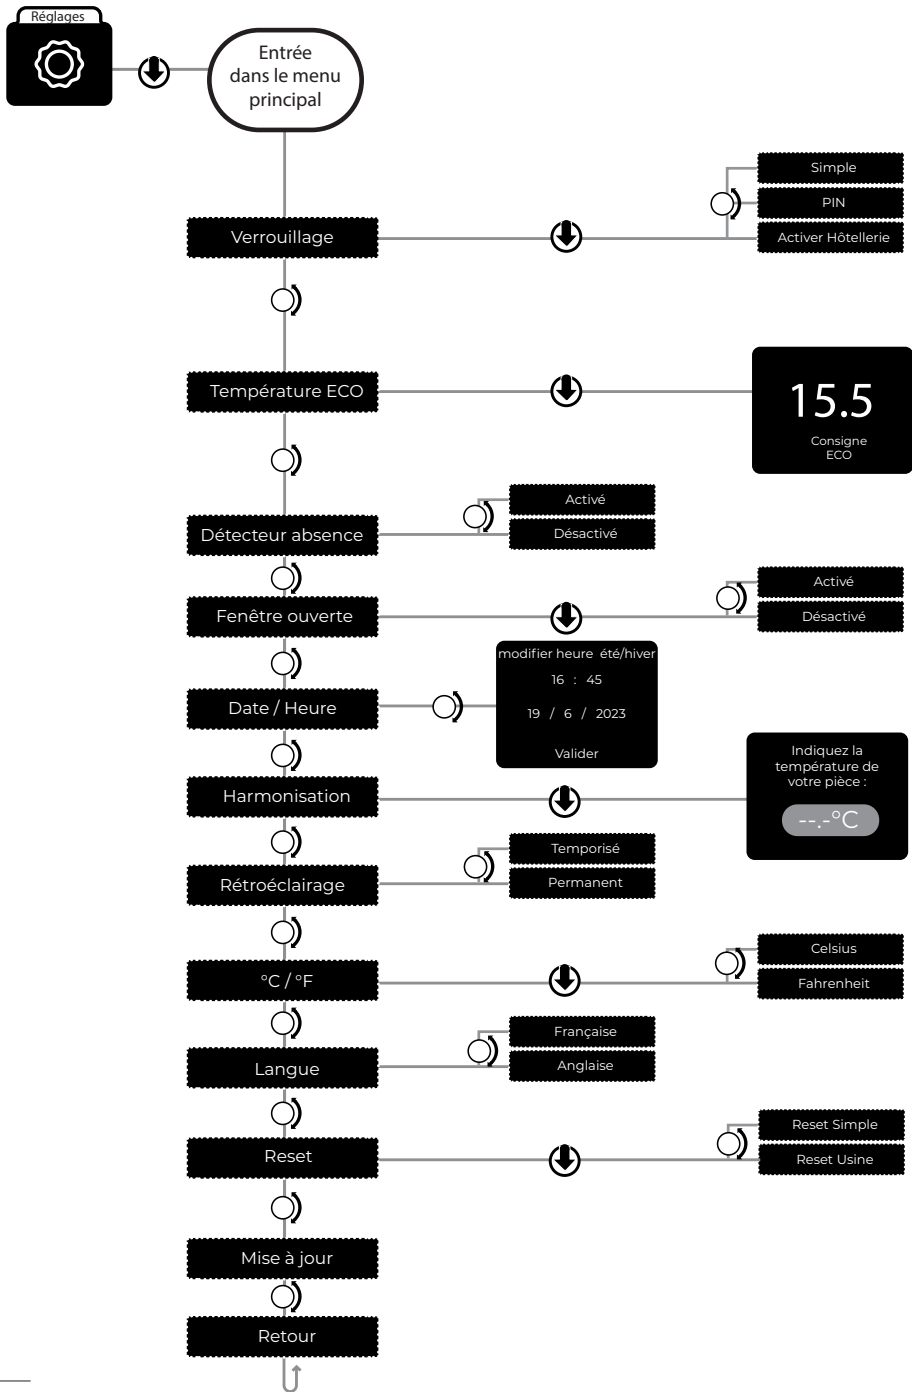 Réglages
Entrée
dans le menu
principal
Simple
PIN
Activer Hôtellerie
Verrouillage
Température ECO
15.5
Consigne
ECO
Détecteur absence
Activé
Désactivé
Fenêtre ouverte
Activé
Désactivé
Date / Heure
modifier heure été/hiver
16 : 45
19 / 6 / 2023
Valider
Harmonisation
Indiquez la
température de
votre pièce :
--.-°C
Rétroéclairage
Temporisé
Permanent
°C / °F
Celsius
Fahrenheit
Langue
Française
Anglaise
Reset
Reset Simple
Reset Usine
Mise à jour
Retour